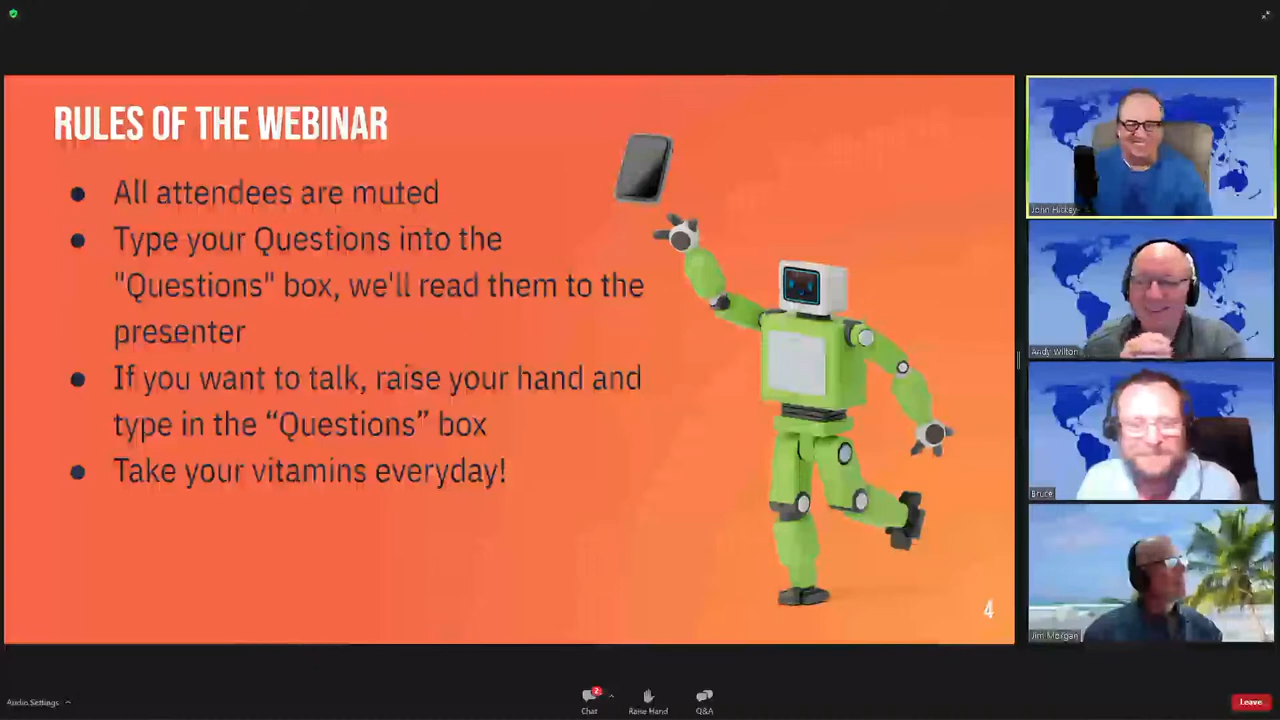 RULES OF THE WEBINAR
● All attendees are muted
● Type your Questions into the
"Questions" box, we'll read them to the
presenter
● If you want to talk, raise your hand and
type in the “Questions” box
● Take your vitamins everyday!
4
John Hickey
Andy Wilton
Bruce
Jim Morgan
Audio Settings
2
Chat
Raise Hand
Q&A
Leave